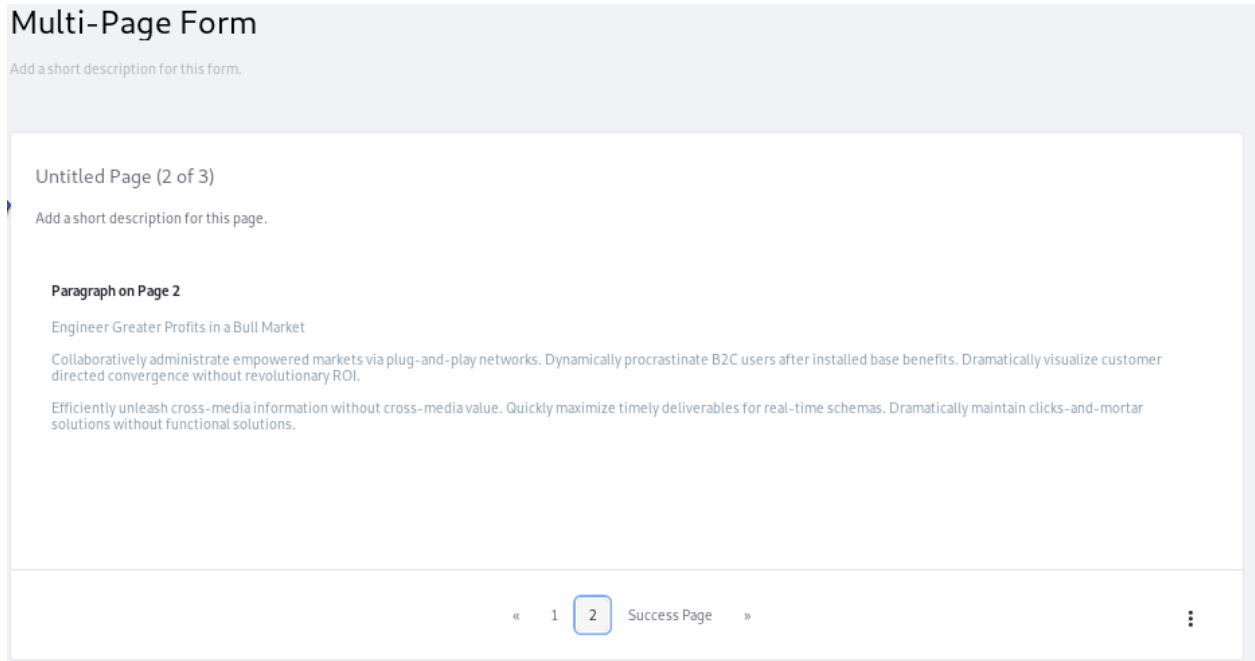 Multi-Page Form
Add a short description for this form.
Untitled Page (2 of 3)
Add a short description for this page.
Paragraph on Page 2
Engineer Greater Profits in a Bull Market
Collaboratively administrate empowered markets via plug-and-play networks. Dynamically procrastinate B2C users after installed base benefits. Dramatically visualize customer
directed convergence without revolutionary ROI.
Efficiently unleash cross-media information without cross-media value. Quickly maximize timely deliverables for real-time schemas. Dramatically maintain clicks-and-mortar
solutions without functional solutions.
« 1 2 Success Page »